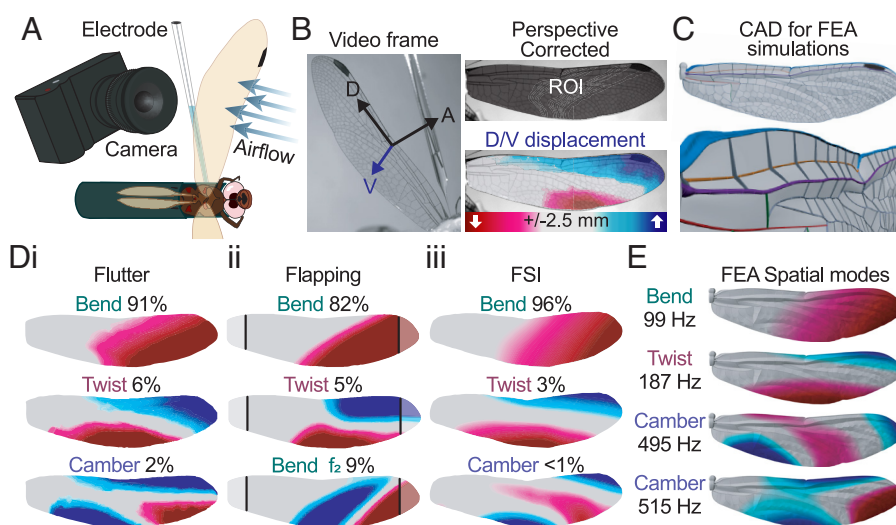 A
Electrode
Camera
Airflow
B
Video frame
D
A
V
Perspective
Corrected
ROI
D/V displacement
+/-2.5 mm
C
CAD for FEA
simulations
Di
Flutter
Bend 91%
Twist 6%
Camber 2%
ii
Flapping
Bend 82%
Twist 5%
Bend f₂ 9%
iii
FSI
Bend 96%
Twist 3%
Camber <1%
E
FEA Spatial modes
Bend
99 Hz
Twist
187 Hz
Camber
495 Hz
Camber
515 Hz